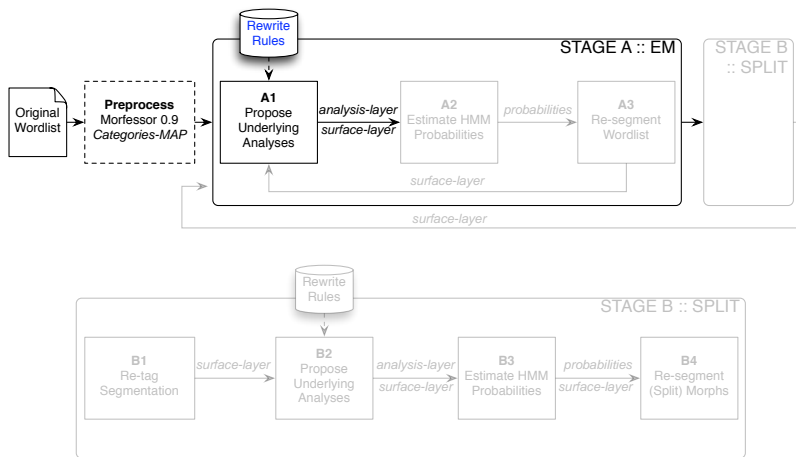 Rewrite
Rules
STAGE A :: EM
STAGE B
:: SPLIT
Original
Wordlist
Preprocess
Morfessor 0.9
Categories-MAP
A1
Propose
Underlying
Analyses
analysis-layer
surface-layer
A2
Estimate HMM
Probabilities
probabilities
A3
Re-segment
Wordlist
surface-layer
surface-layer
Rewrite
Rules
STAGE B :: SPLIT
B1
Re-tag
Segmentation
surface-layer
B2
Propose
Underlying
Analyses
analysis-layer
surface-layer
B3
Estimate HMM
Probabilities
probabilities
surface-layer
B4
Re-segment
(Split) Morphs